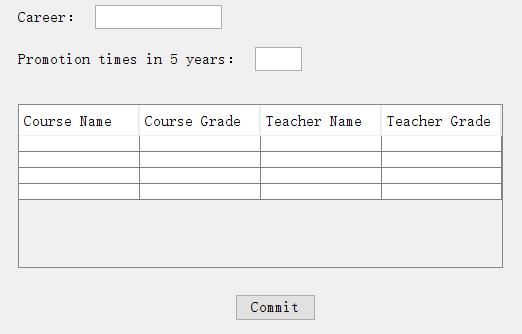 Career:
Promotion times in 5 years:
Course Name Course Grade Teacher Name Teacher Grade
Commit